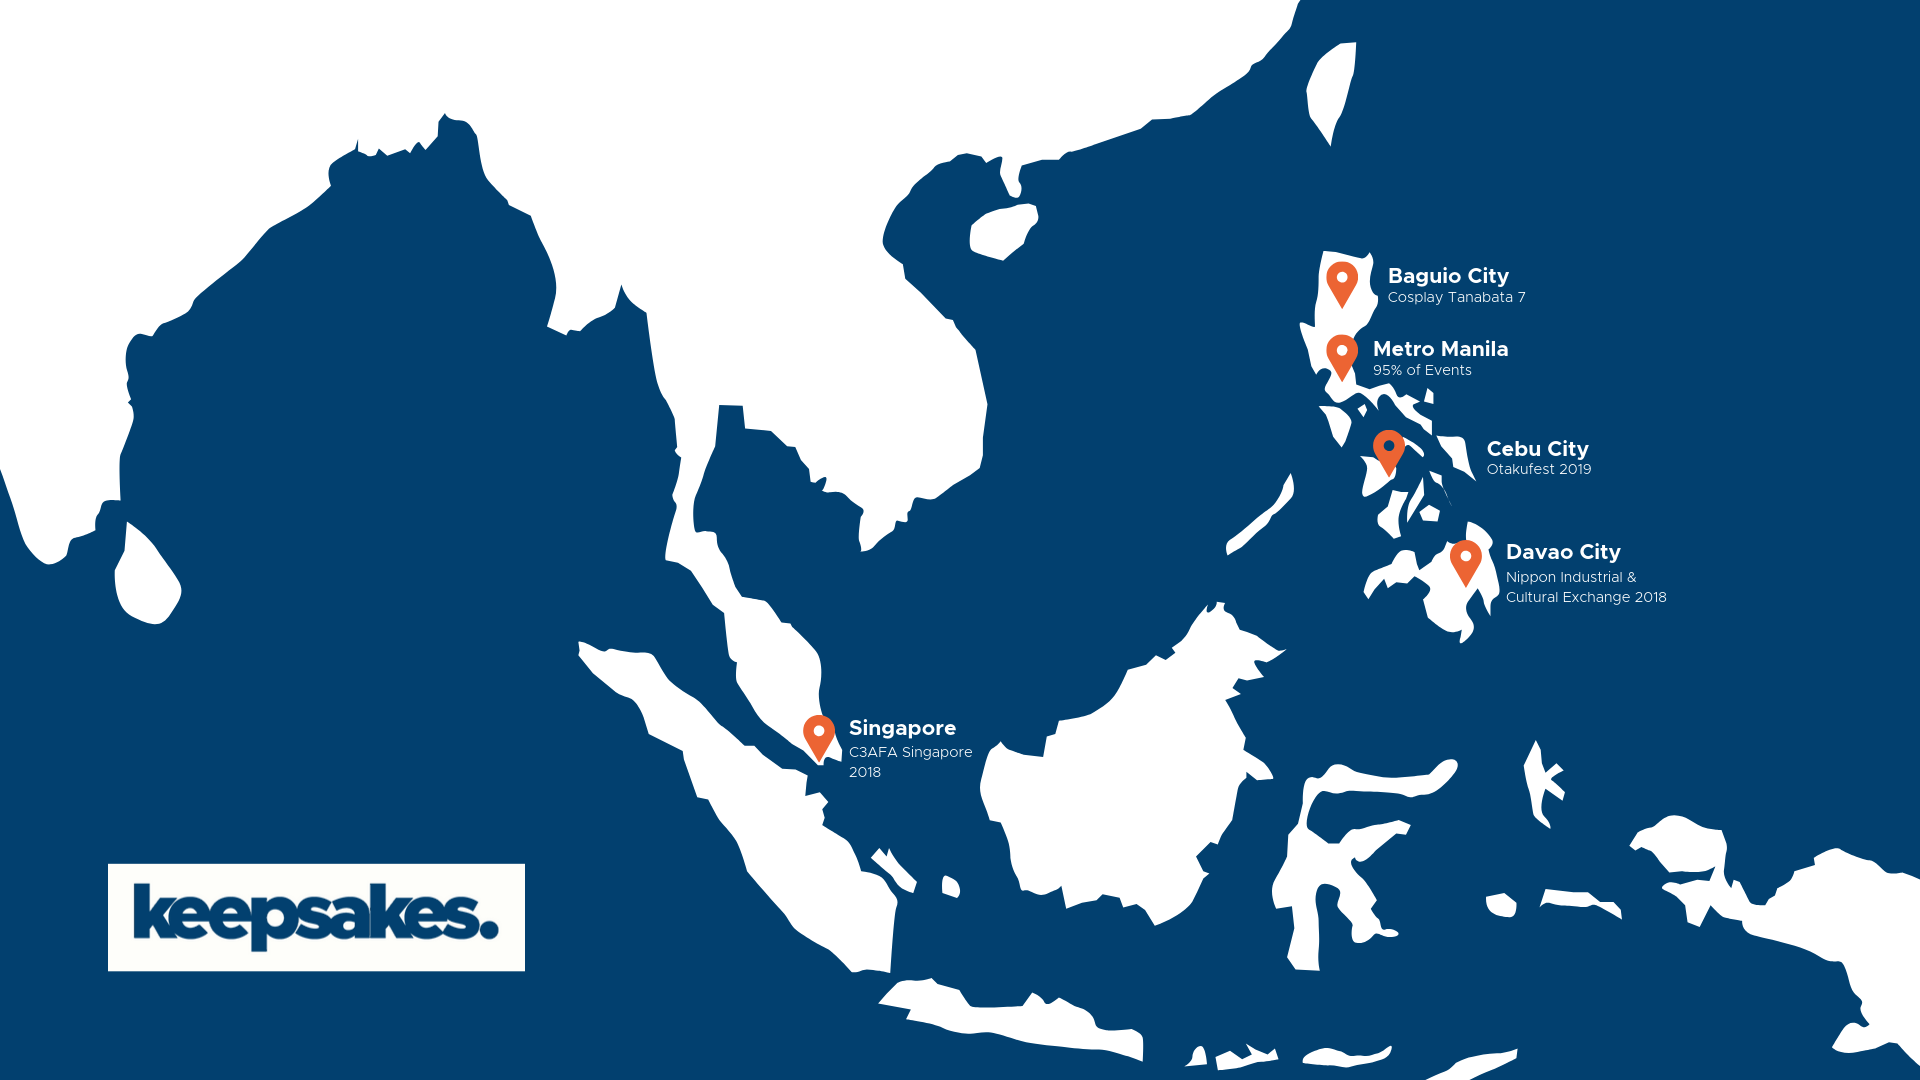 Baguio City
Cosplay Tanabata 7
Metro Manila
95% of Events
Cebu City
Otakufest 2019
Davao City
Nippon Industrial &
Cultural Exchange 2018
Singapore
C3AFA Singapore
2018
keepsakes.